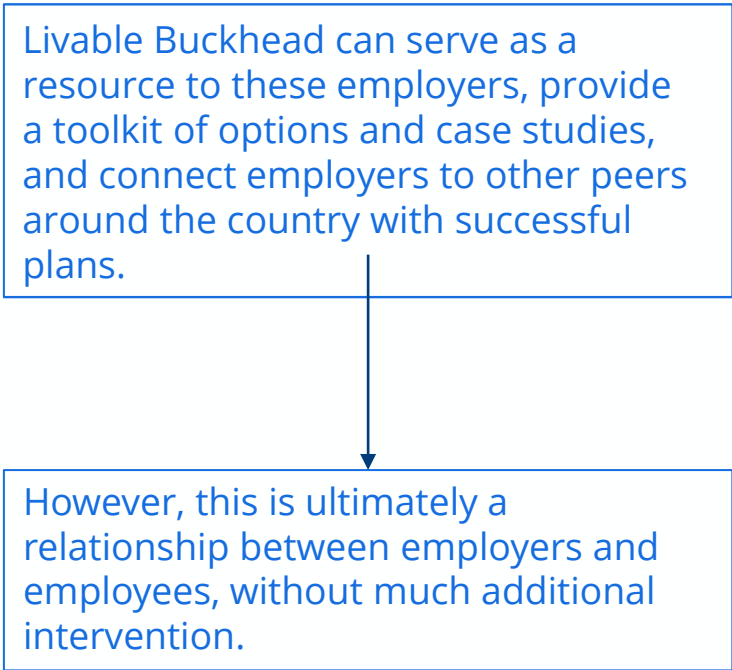 Livable Buckhead can serve as a
resource to these employers, provide
a toolkit of options and case studies,
and connect employers to other peers
around the country with successful
plans.
However, this is ultimately a
relationship between employers and
employees, without much additional
intervention.